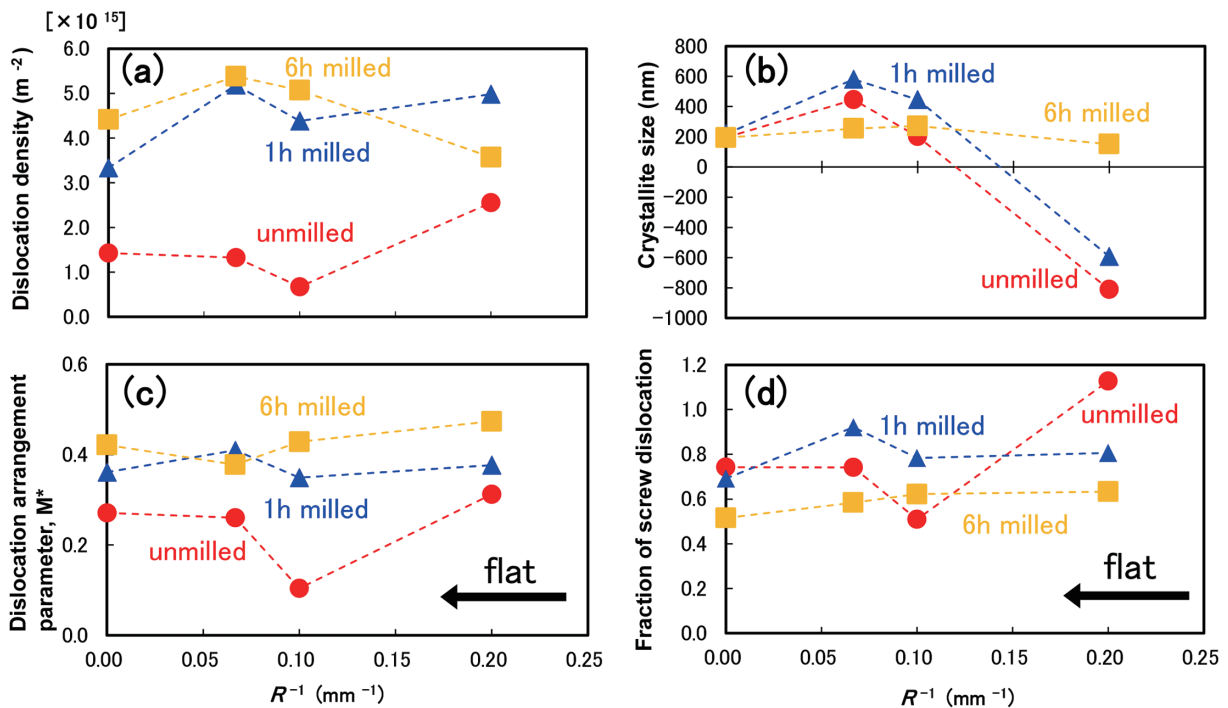 [×10 15]
(a)
6h milled
1h milled
unmilled
Dislocation density (m⁻²)
6.0
5.0
4.0
3.0
2.0
1.0
0.0
(b)
1h milled
6h milled
unmilled
Crystallite size (nm)
800
600
400
200
0
-200
-400
-600
-800
-1000
(c)
6h milled
1h milled
unmilled
flat
Dislocation arrangement
parameter, M*
0.6
0.4
0.2
0.0
0.00 0.05 0.10 0.15 0.20 0.25
R⁻¹ (mm⁻¹)
(d)
1h milled
unmilled
6h milled
flat
Fraction of screw dislocation
1.2
1.0
0.8
0.6
0.4
0.2
0.0
0.00 0.05 0.10 0.15 0.20 0.25
R⁻¹ (mm⁻¹)